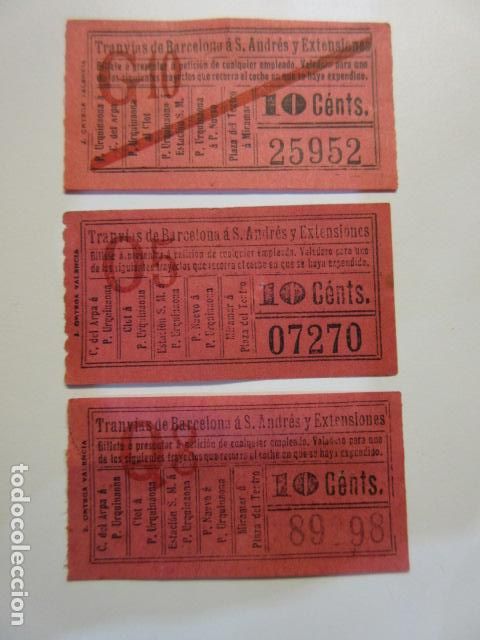 Tranvías de Barcelona á S. Andrés y Extensiones
Billete a presentar á petición de cualquier empleado. Valedero para uno
de los siguientes trayectos que recorra el coche en que se haya expendido.
J. ORTEGA VALENCIA
P. Urquinaona
C. del Arpa
P. Urquinaona
al Clot
P. Urquinaona
Estación S. M.
P. Urquinaona
á P. Nuevo
Plaza del Teatro
á Miramar
10 Cénts.
25952
Tranvías de Barcelona á S. Andrés y Extensiones
Billete a presentar á petición de cualquier empleado. Valedero para uno
de los siguientes trayectos que recorra el coche en que se haya expendido.
J. ORTEGA VALENCIA
C. del Arpa á
P. Urquinaona
Clot á
P. Urquinaona
Estación S. M. á
P. Urquinaona
P. Nuevo á
P. Urquinaona
Miramar á
Plaza del Teatro
10 Cénts.
07270
Tranvías de Barcelona á S. Andrés y Extensiones
Billete a presentar á petición de cualquier empleado. Valedero para uno
de los siguientes trayectos que recorra el coche en que se haya expendido.
J. ORTEGA VALENCIA
C. del Arpa á
P. Urquinaona
Clot á
P. Urquinaona
Estación S. M. á
P. Urquinaona
P. Nuevo á
P. Urquinaona
Miramar á
Plaza del Teatro
10 Cénts.
todocoleccion.net